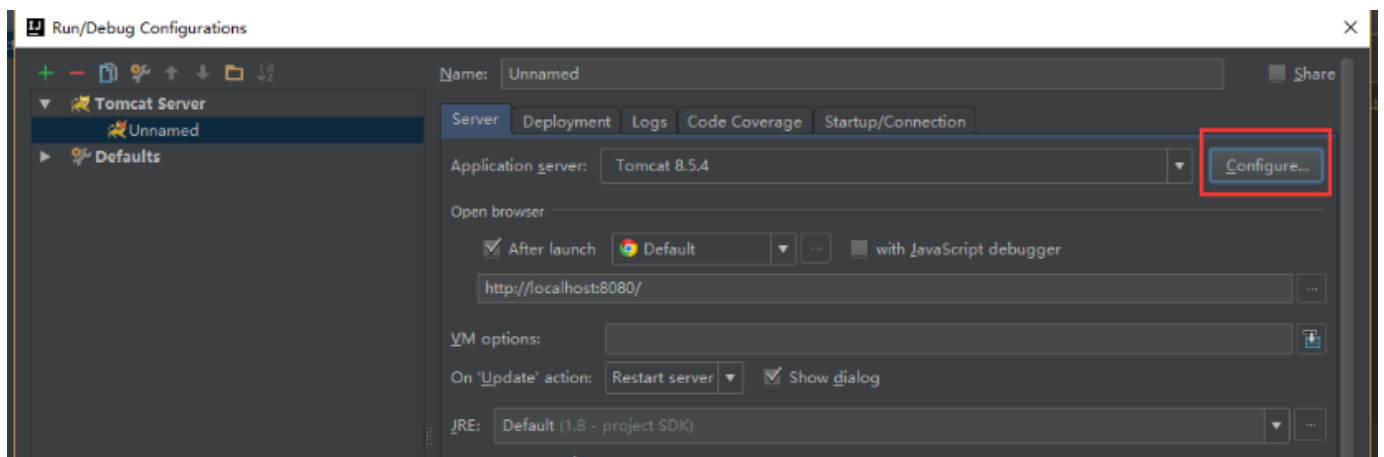 Run/Debug Configurations
Name: Unnamed Share
Tomcat Server
Unnamed
Defaults
Server Deployment Logs Code Coverage Startup/Connection
Application server: Tomcat 8.5.4 Configure...
Open browser
After launch Default ... with JavaScript debugger
http://localhost:8080/ ...
VM options:
On 'Update' action: Restart server Show dialog
JRE: Default (1.8 - project SDK) ...